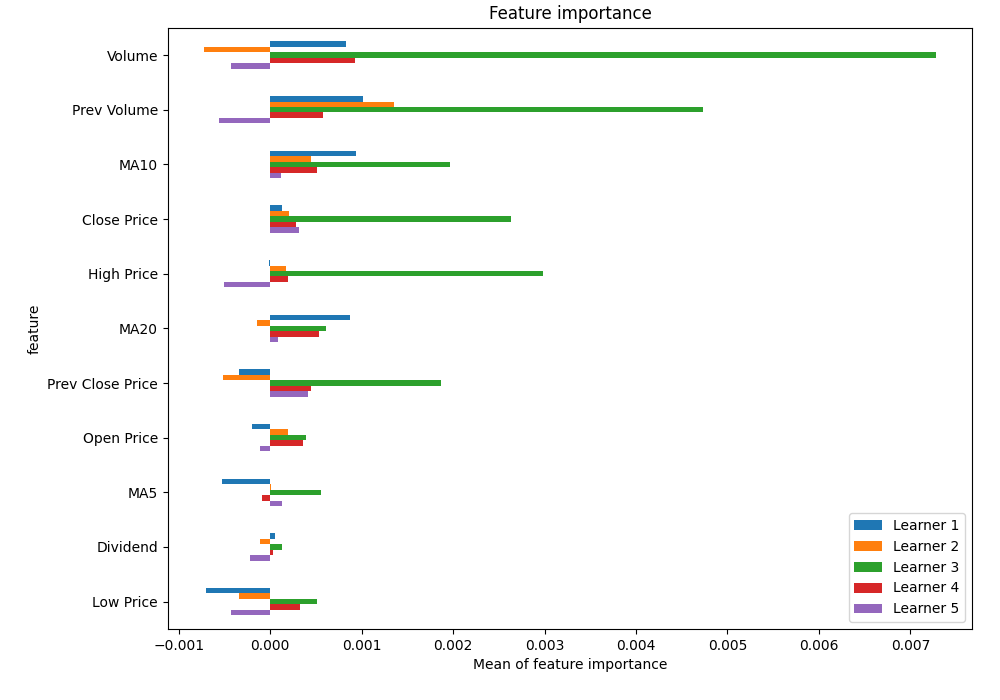 Feature importance
Volume
Prev Volume
MA10
Close Price
High Price
MA20
Prev Close Price
Open Price
MA5
Dividend
Low Price
feature
Learner 1
Learner 2
Learner 3
Learner 4
Learner 5
−0.001 0.000 0.001 0.002 0.003 0.004 0.005 0.006 0.007
Mean of feature importance